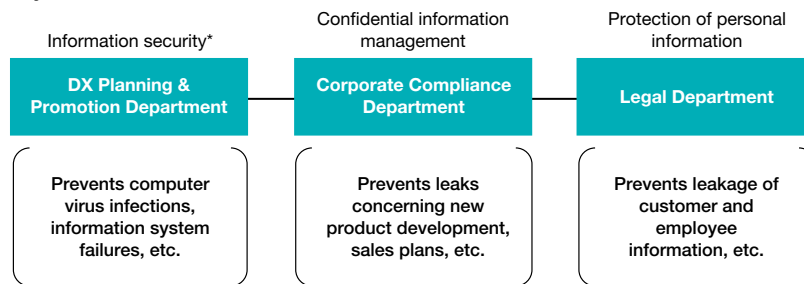 Information security*
DX Planning &
Promotion Department
Prevents computer
virus infections,
information system
failures, etc.
Confidential information
management
Corporate Compliance
Department
Prevents leaks
concerning new
product development,
sales plans, etc.
Protection of personal
information
Legal Department
Prevents leakage of
customer and
employee
information, etc.